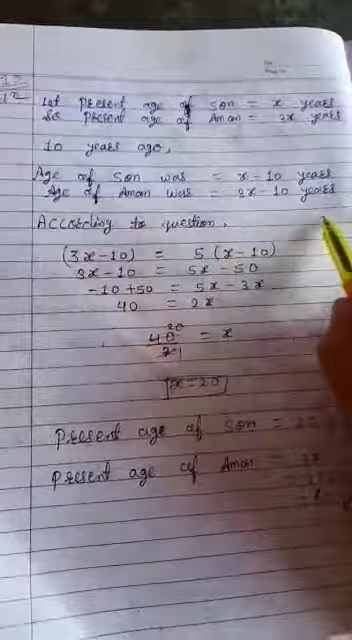 Let Present age of Son = x years
So Present age of Aman = 3x years
10 years ago,
Age of Son was = x - 10 years
Age of Aman was = 3x - 10 years
According to question,
(3x-10) = 5 (x-10)
3x-10 = 5x - 50
-10+50 = 5x - 3x
40 = 2x
40/2 = x
20
1
x = 20
Present age of Son = 20
Present age of Aman =